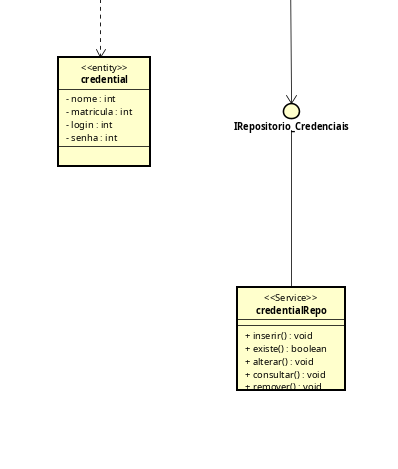 <<entity>>
credential
- nome : int
- matricula : int
- login : int
- senha : int
IRepositorio_Credenciais
<<Service>>
credentialRepo
+ inserir() : void
+ existe() : boolean
+ alterar() : void
+ consultar() : void
+ remover() : void